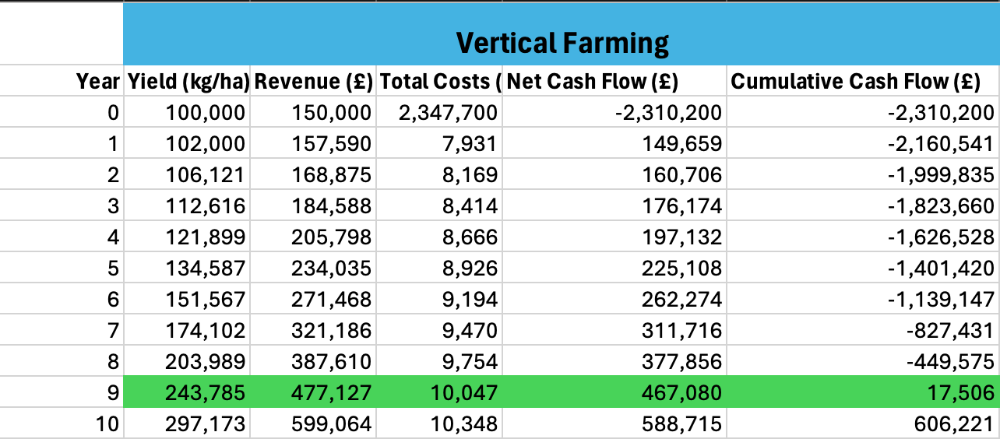 Vertical Farming
Year Yield (kg/ha) Revenue (£) Total Costs ( Net Cash Flow (£) Cumulative Cash Flow (£)
0 100,000 150,000 2,347,700 -2,310,200 -2,310,200
1 102,000 157,590 7,931 149,659 -2,160,541
2 106,121 168,875 8,169 160,706 -1,999,835
3 112,616 184,588 8,414 176,174 -1,823,660
4 121,899 205,798 8,666 197,132 -1,626,528
5 134,587 234,035 8,926 225,108 -1,401,420
6 151,567 271,468 9,194 262,274 -1,139,147
7 174,102 321,186 9,470 311,716 -827,431
8 203,989 387,610 9,754 377,856 -449,575
9 243,785 477,127 10,047 467,080 17,506
10 297,173 599,064 10,348 588,715 606,221